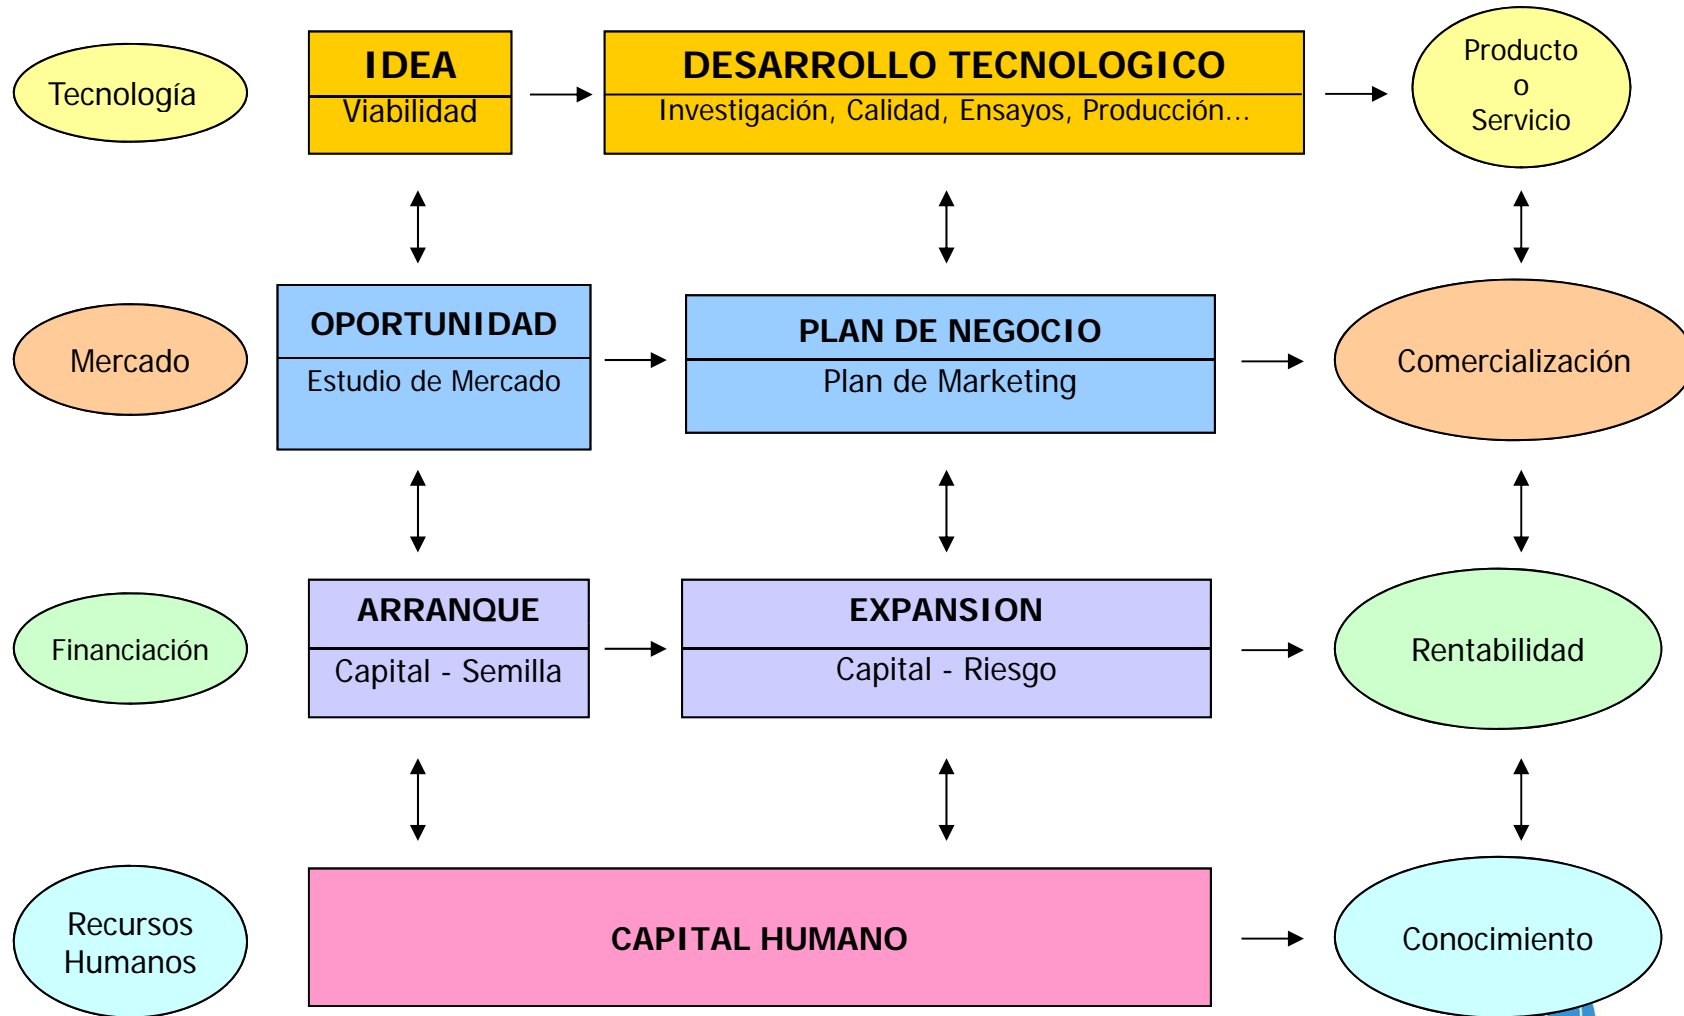 Tecnología
IDEA
Viabilidad
DESARROLLO TECNOLOGICO
Investigación, Calidad, Ensayos, Producción...
Producto
o
Servicio
Mercado
OPORTUNIDAD
Estudio de Mercado
PLAN DE NEGOCIO
Plan de Marketing
Comercialización
Financiación
ARRANQUE
Capital - Semilla
EXPANSION
Capital - Riesgo
Rentabilidad
Recursos
Humanos
CAPITAL HUMANO
Conocimiento